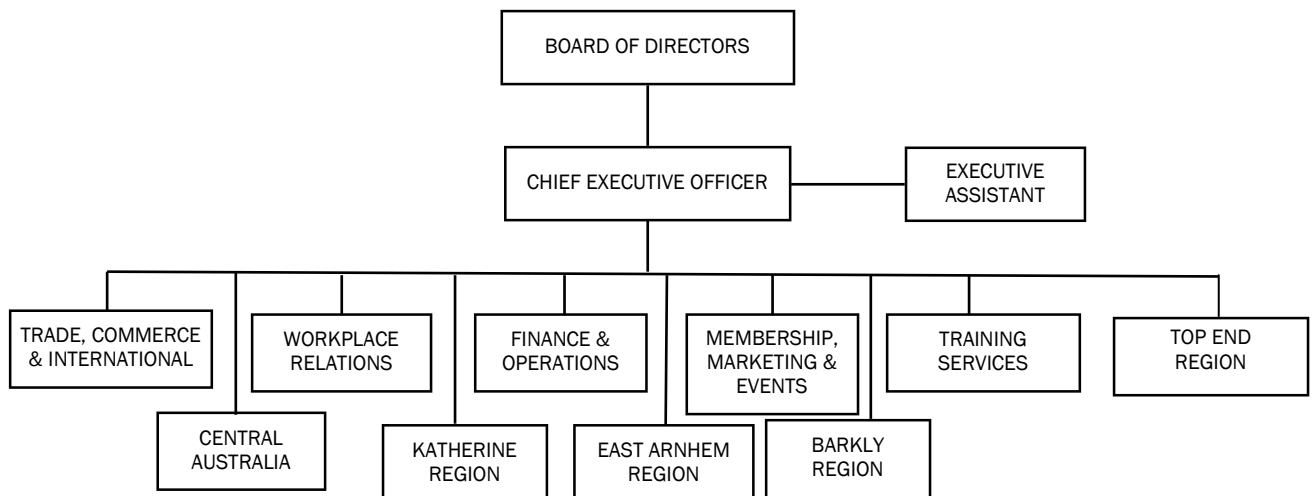 BOARD OF DIRECTORS
CHIEF EXECUTIVE OFFICER
EXECUTIVE
ASSISTANT
TRADE, COMMERCE
& INTERNATIONAL
WORKPLACE
RELATIONS
FINANCE &
OPERATIONS
MEMBERSHIP,
MARKETING &
EVENTS
TRAINING
SERVICES
TOP END
REGION
CENTRAL
AUSTRALIA
KATHERINE
REGION
EAST ARNHEM
REGION
BARKLY
REGION